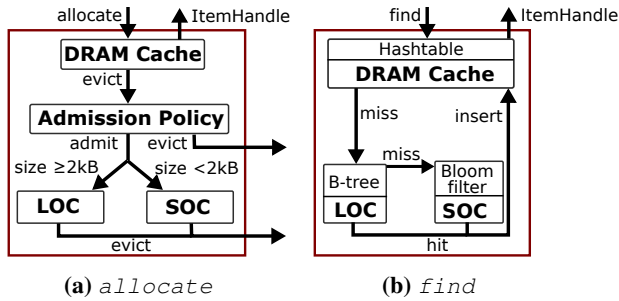 allocate
ItemHandle
DRAM Cache
evict
Admission Policy
admit
evict
size ≥2kB
size <2kB
LOC
SOC
evict
(a) allocate
find
ItemHandle
Hashtable
DRAM Cache
miss
insert
miss
B-tree
LOC
Bloom
filter
SOC
hit
(b) find